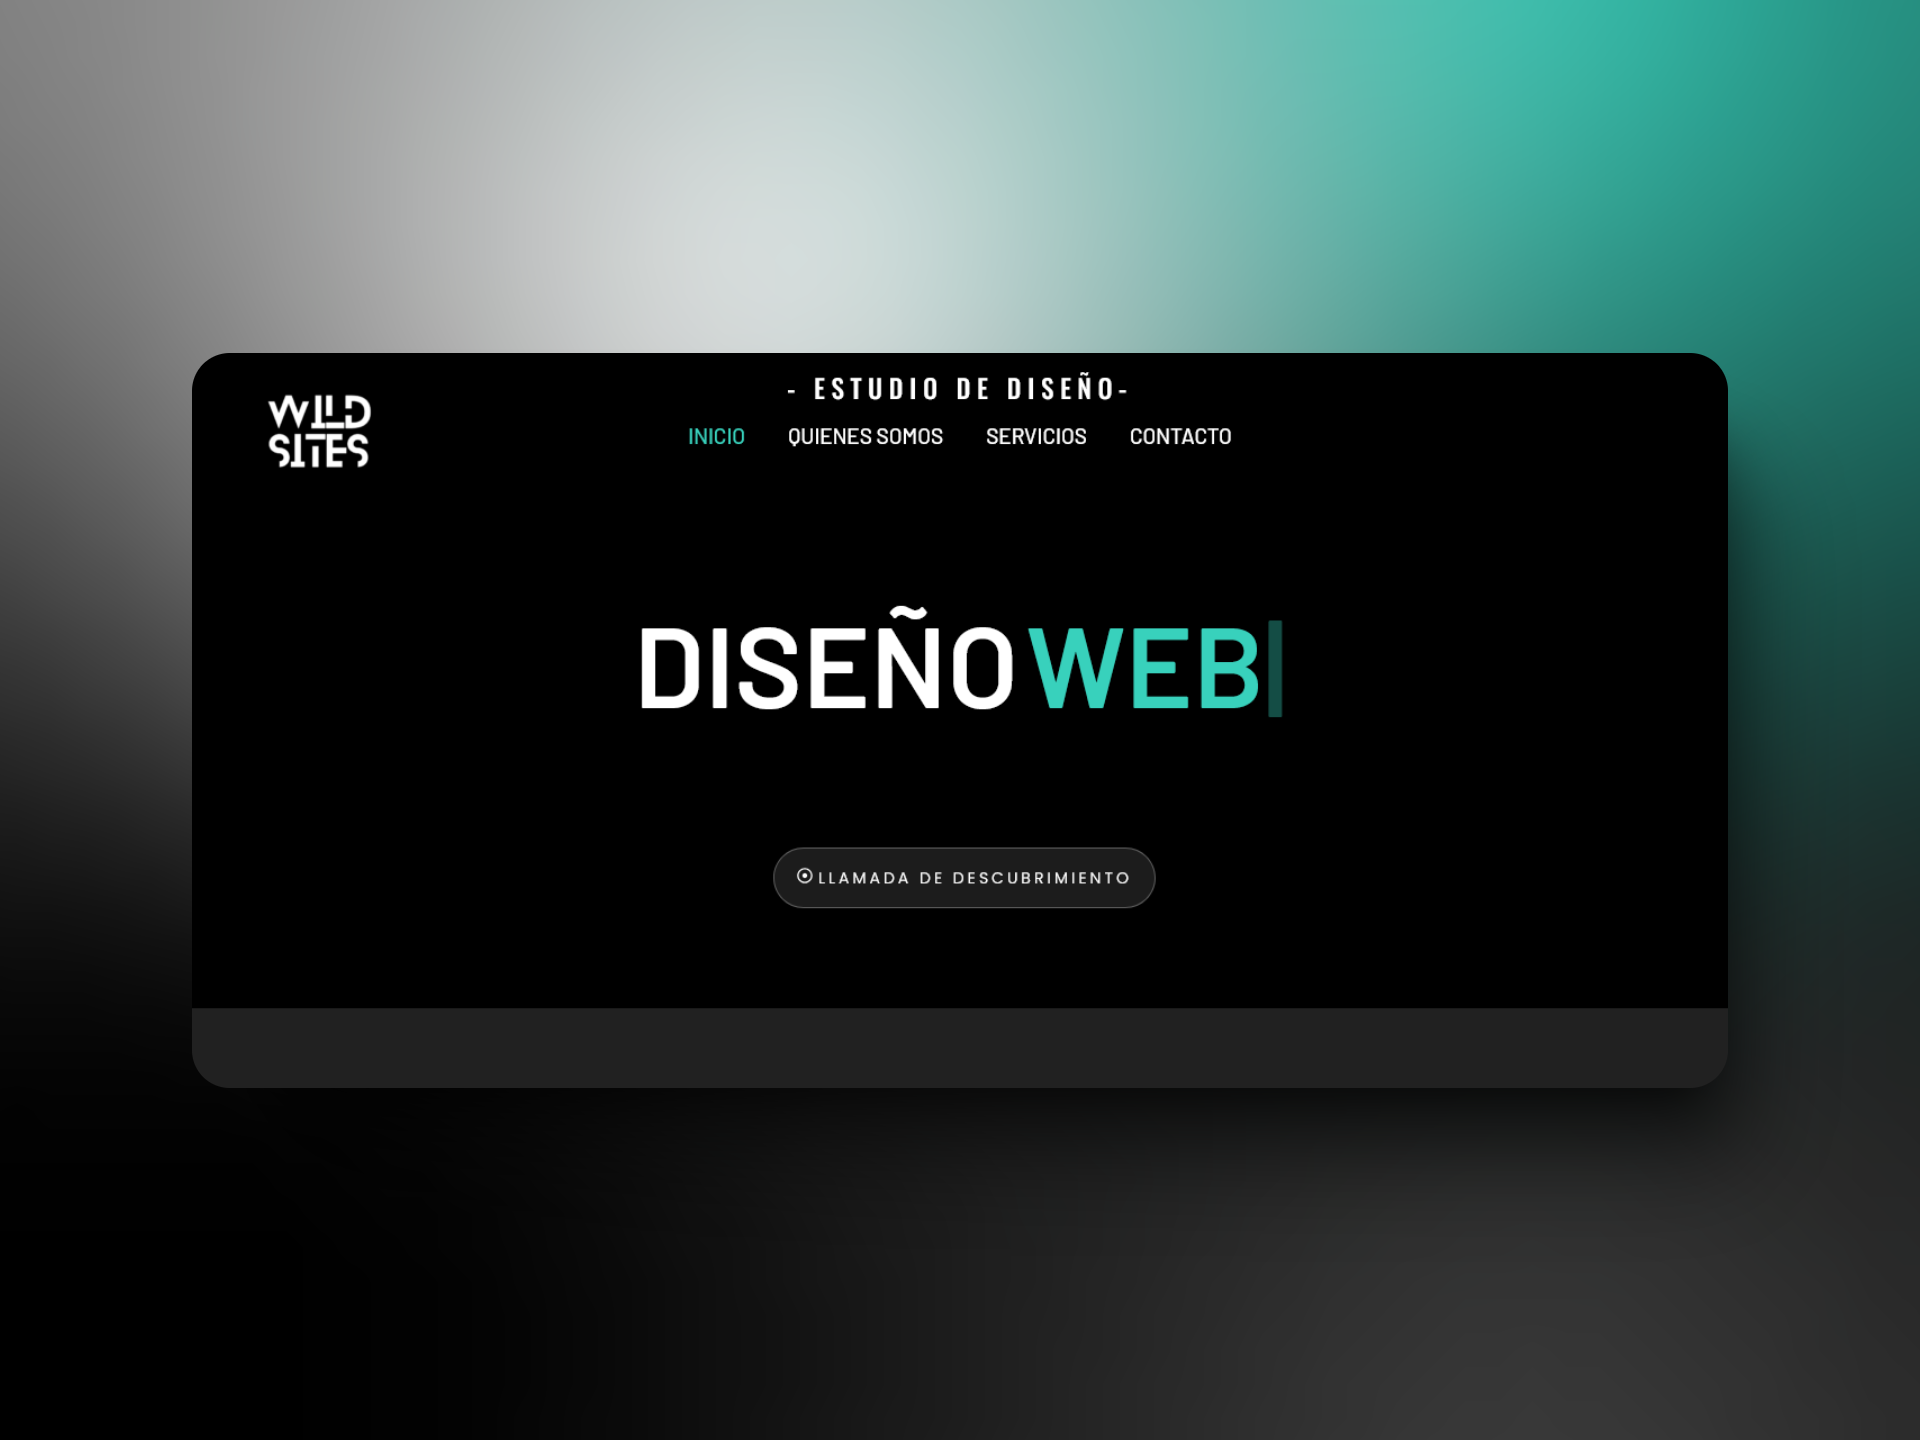 WILD
SITES
- ESTUDIO DE DISEÑO-
INICIO QUIENES SOMOS SERVICIOS CONTACTO
DISEÑO WEB
LLAMADA DE DESCUBRIMIENTO